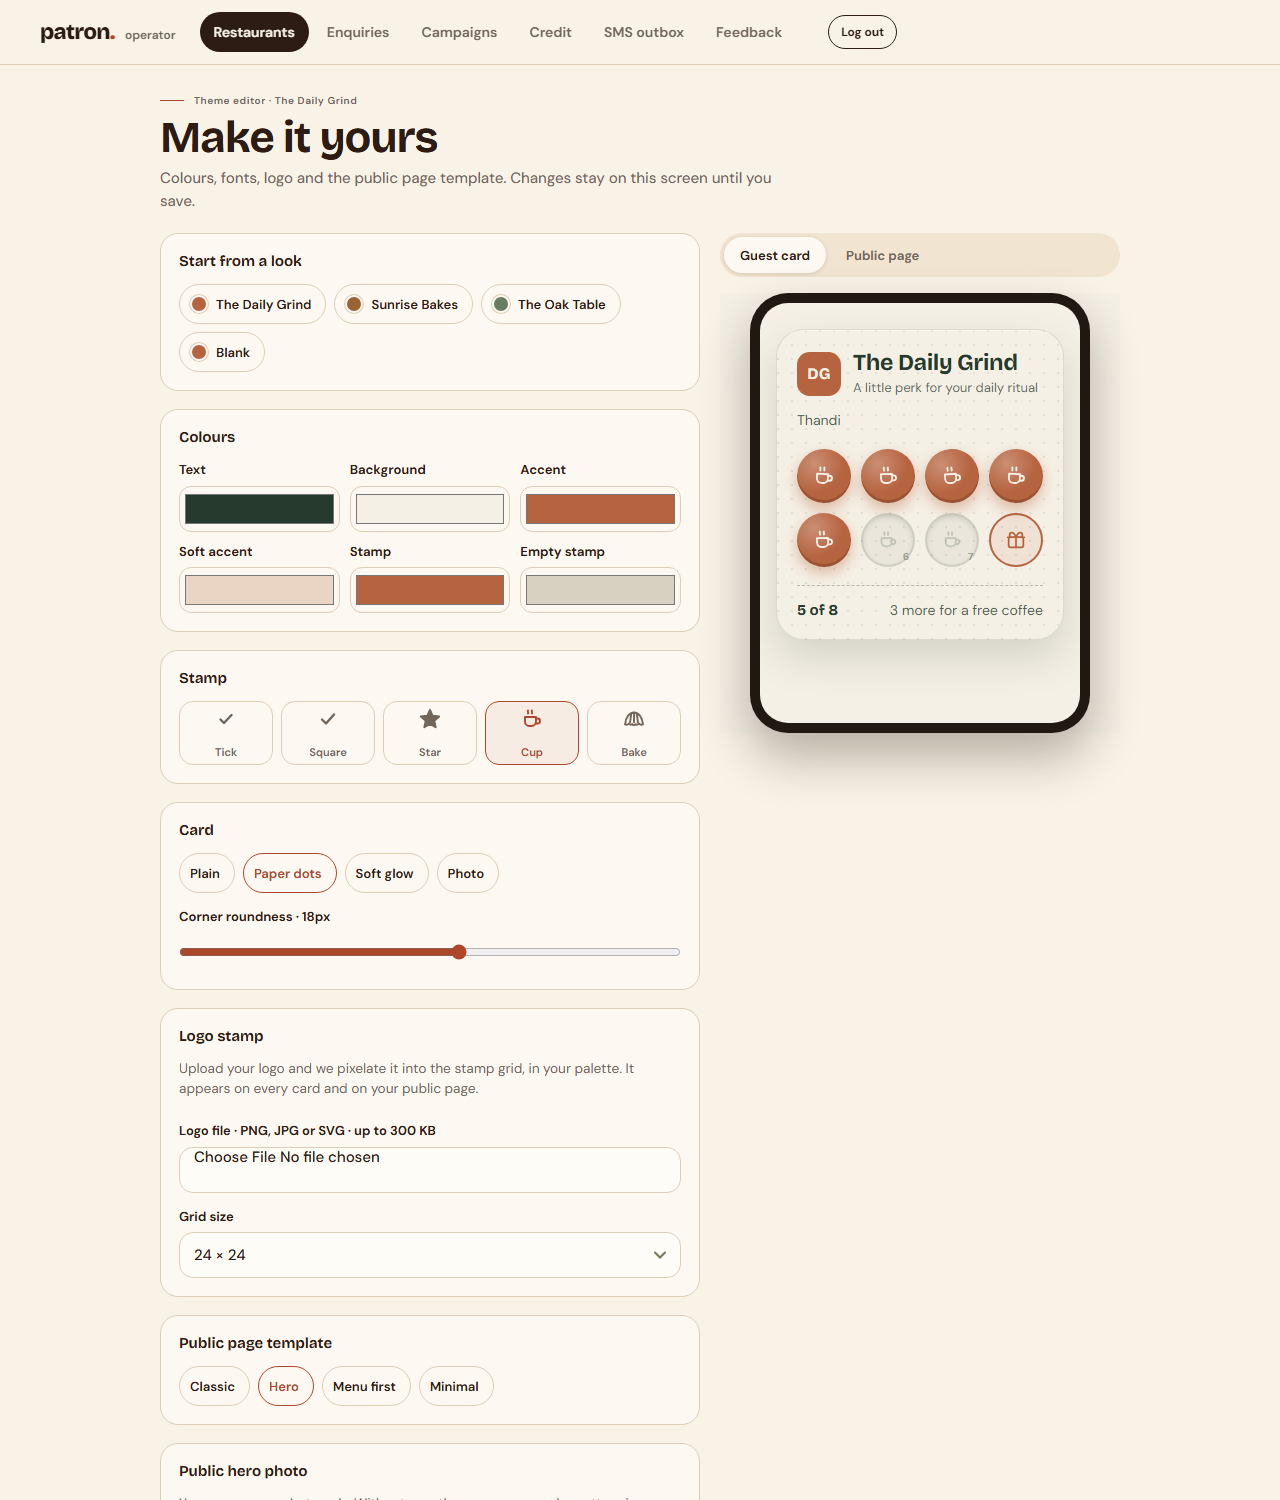 patron. operator Restaurants Enquiries Campaigns Credit SMS outbox Feedback Log out
Theme editor · The Daily Grind
Make it yours
Colours, fonts, logo and the public page template. Changes stay on this screen until you
save.
Start from a look
The Daily Grind Sunrise Bakes The Oak Table
Blank
Colours
Text Background Accent
Soft accent Stamp Empty stamp
Stamp
Tick Square Star Cup Bake
Card
Plain Paper dots Soft glow Photo
Corner roundness · 18px
Logo stamp
Upload your logo and we pixelate it into the stamp grid, in your palette. It
appears on every card and on your public page.
Logo file · PNG, JPG or SVG · up to 300 KB
Choose File No file chosen
Grid size
24 × 24
Public page template
Classic Hero Menu first Minimal
Public hero photo
Guest card Public page
DG The Daily Grind
A little perk for your daily ritual
Thandi
6 7
5 of 8 3 more for a free coffee